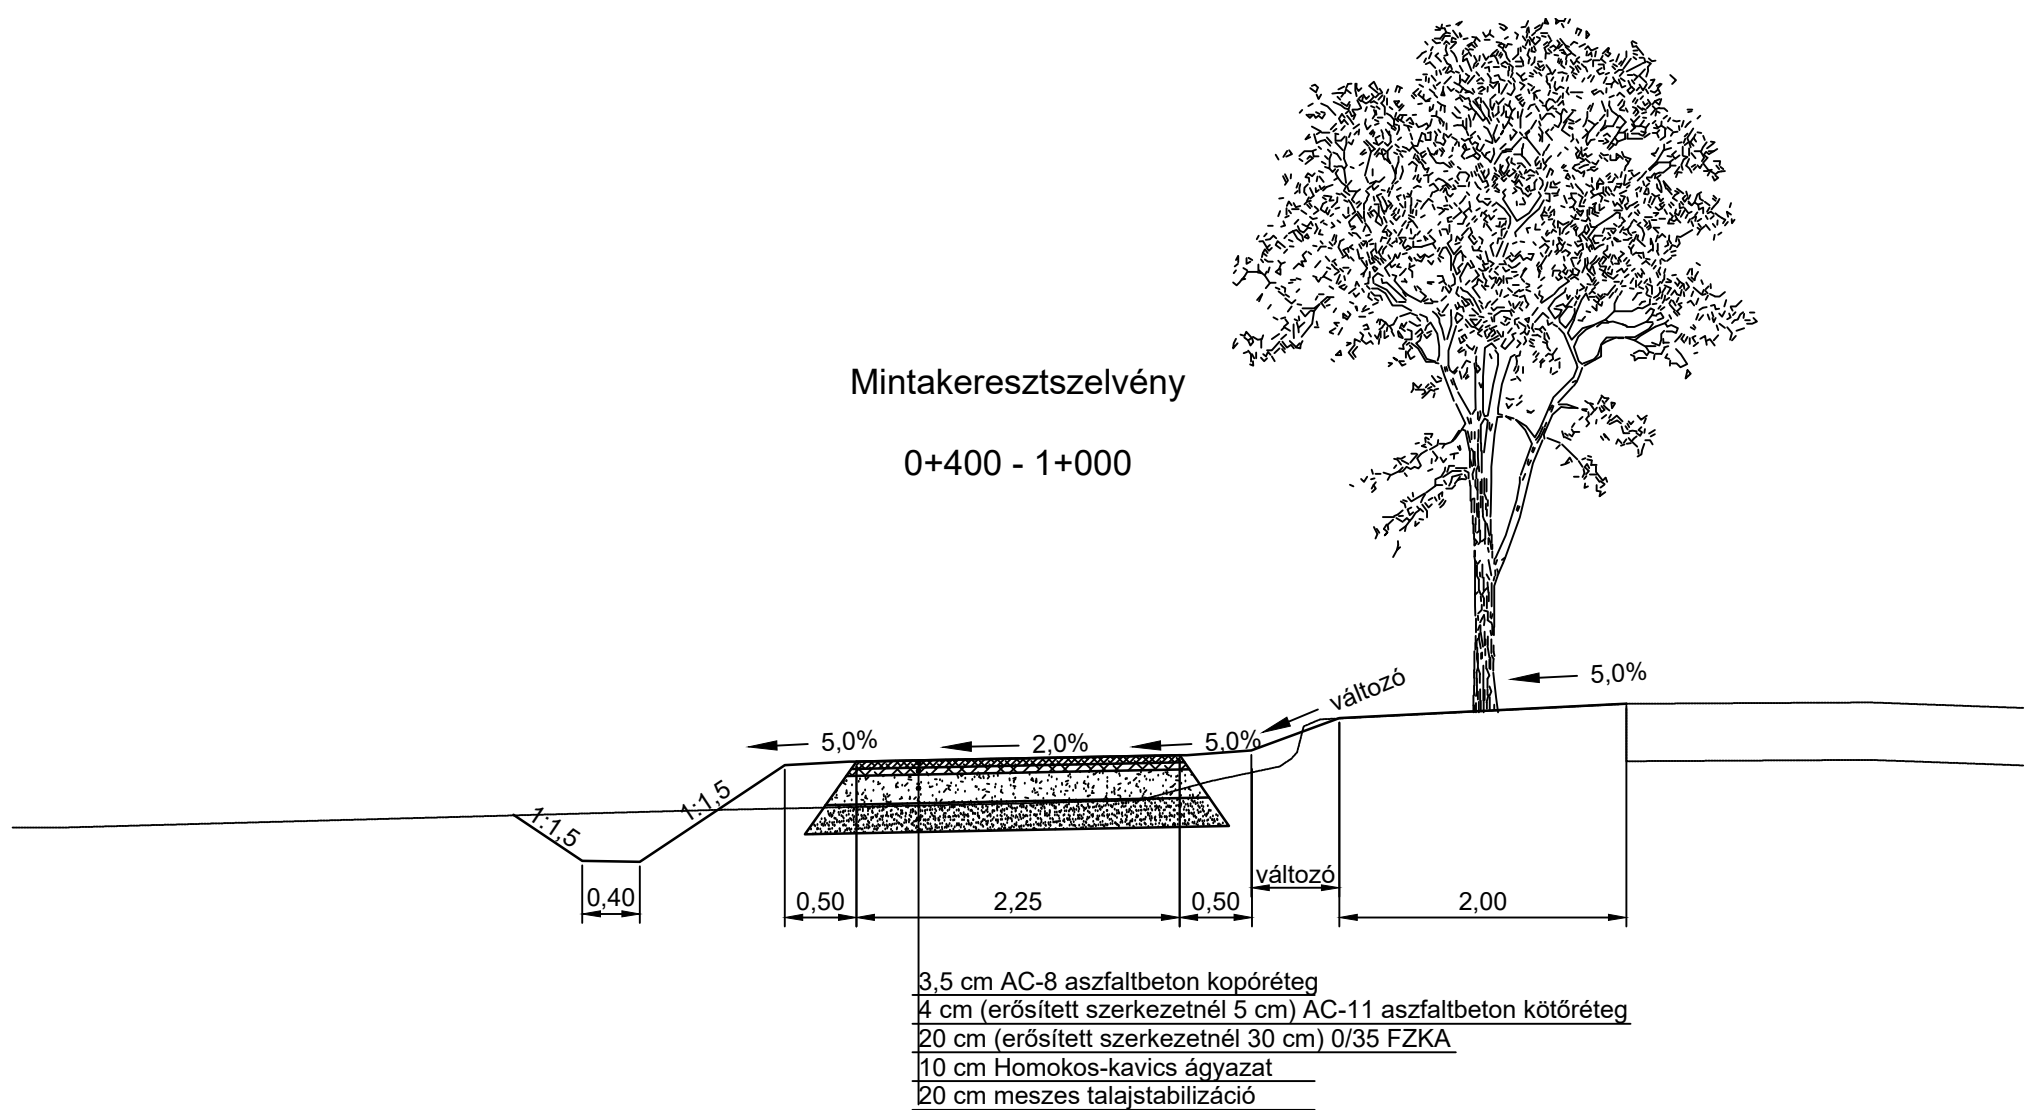 Mintakeresztszelvény
0+400 - 1+000
5,0%
változó
5,0%
2,0%
5,0%
1:1,5
1:1,5
0,40
0,50
2,25
0,50
változó
2,00
3,5 cm AC-8 aszfaltbeton kopóréteg
4 cm (erősített szerkezetnél 5 cm) AC-11 aszfaltbeton kötőréteg
20 cm (erősített szerkezetnél 30 cm) 0/35 FZKA
10 cm Homokos-kavics ágyazat
20 cm meszes talajstabilizáció